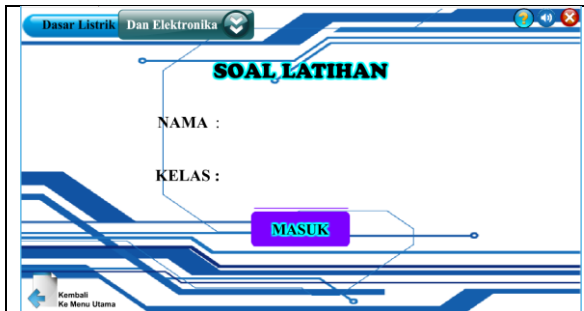 Dasar Listrik Dan Elektronika
SOAL LATIHAN
NAMA :
KELAS :
MASUK
Kembali
Ke Menu Utama